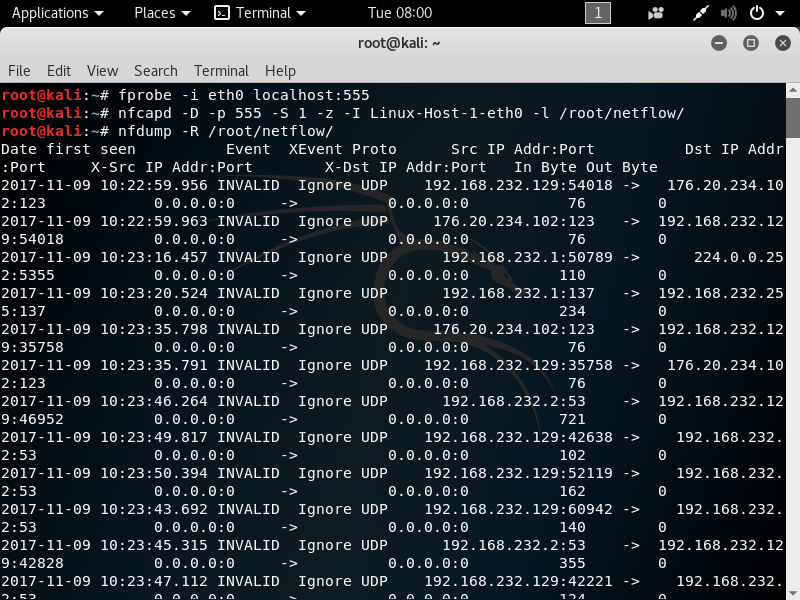 Applications Places Terminal Tue 08:00 1
root@kali: ~
File Edit View Search Terminal Help
root@kali:~# fprobe -i eth0 localhost:555
root@kali:~# nfcapd -D -p 555 -S 1 -z -I Linux-Host-1-eth0 -l /root/netflow/
root@kali:~# nfdump -R /root/netflow/
Date first seen          Event  XEvent Proto      Src IP Addr:Port          Dst IP Addr
:Port     X-Src IP Addr:Port        X-Dst IP Addr:Port   In Byte Out Byte
2017-11-09 10:22:59.956 INVALID  Ignore UDP    192.168.232.129:54018 ->   176.20.234.10
2:123            0.0.0.0:0     ->          0.0.0.0:0           76        0
2017-11-09 10:22:59.963 INVALID  Ignore UDP     176.20.234.102:123   ->  192.168.232.12
9:54018          0.0.0.0:0     ->          0.0.0.0:0           76        0
2017-11-09 10:23:16.457 INVALID  Ignore UDP      192.168.232.1:50789 ->      224.0.0.25
2:5355           0.0.0.0:0     ->          0.0.0.0:0          110        0
2017-11-09 10:23:20.524 INVALID  Ignore UDP      192.168.232.1:137   ->  192.168.232.25
5:137            0.0.0.0:0     ->          0.0.0.0:0          234        0
2017-11-09 10:23:35.798 INVALID  Ignore UDP     176.20.234.102:123   ->  192.168.232.12
9:35758          0.0.0.0:0     ->          0.0.0.0:0           76        0
2017-11-09 10:23:35.791 INVALID  Ignore UDP    192.168.232.129:35758 ->   176.20.234.10
2:123            0.0.0.0:0     ->          0.0.0.0:0           76        0
2017-11-09 10:23:46.264 INVALID  Ignore UDP      192.168.232.2:53    ->  192.168.232.12
9:46952          0.0.0.0:0     ->          0.0.0.0:0          721        0
2017-11-09 10:23:49.817 INVALID  Ignore UDP    192.168.232.129:42638 ->    192.168.232.
2:53             0.0.0.0:0     ->          0.0.0.0:0          102        0
2017-11-09 10:23:50.394 INVALID  Ignore UDP    192.168.232.129:52119 ->    192.168.232.
2:53             0.0.0.0:0     ->          0.0.0.0:0          162        0
2017-11-09 10:23:43.692 INVALID  Ignore UDP    192.168.232.129:60942 ->    192.168.232.
2:53             0.0.0.0:0     ->          0.0.0.0:0          140        0
2017-11-09 10:23:45.315 INVALID  Ignore UDP      192.168.232.2:53    ->  192.168.232.12
9:42828          0.0.0.0:0     ->          0.0.0.0:0          355        0
2017-11-09 10:23:47.112 INVALID  Ignore UDP    192.168.232.129:42221 ->    192.168.232.
2:53             0.0.0.0:0     ->          0.0.0.0:0          124        0